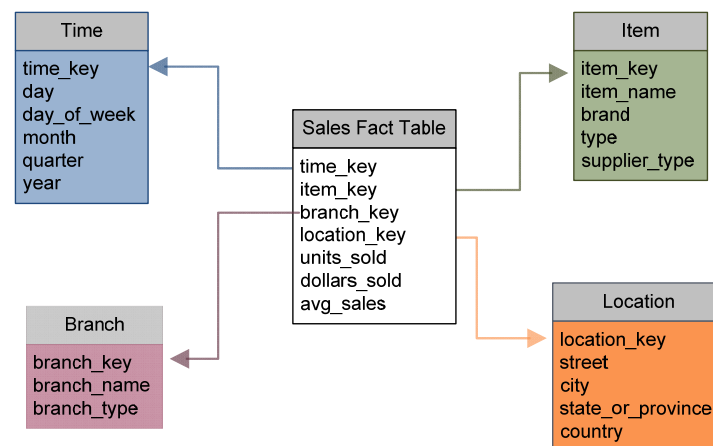 Time
time_key
day
day_of_week
month
quarter
year
Item
item_key
item_name
brand
type
supplier_type
Sales Fact Table
time_key
item_key
branch_key
location_key
units_sold
dollars_sold
avg_sales
Branch
branch_key
branch_name
branch_type
Location
location_key
street
city
state_or_province
country